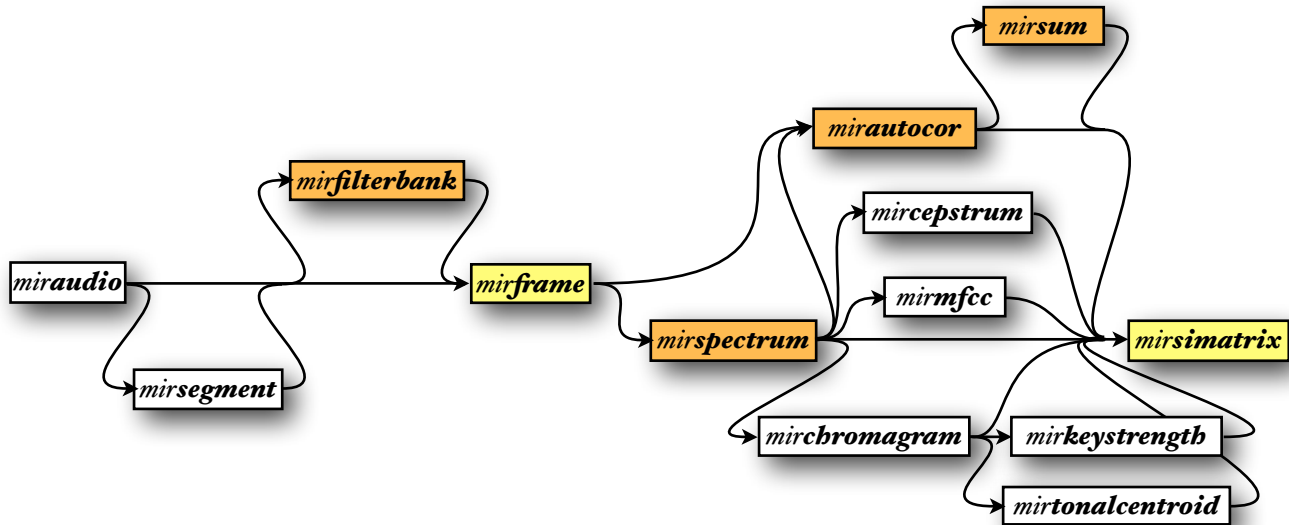 mirsum
mirautocor
mirfilterbank
mircepstrum
miraudio
mirframe
mirmfcc
mirspectrum
mirsimatrix
mirsegment
mirchromagram
mirkeystrength
mirtonalcentroid